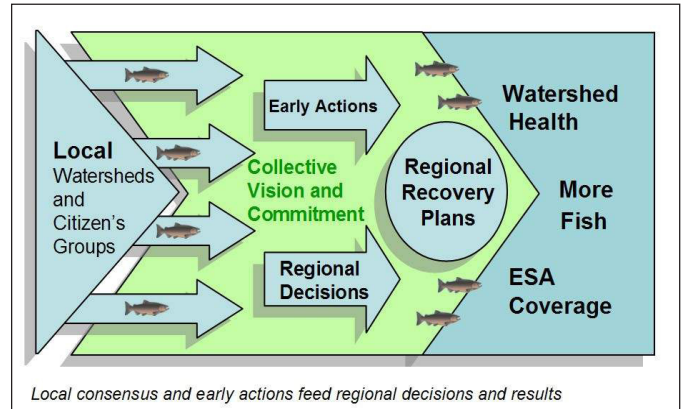 Local
Watersheds
and
Citizen's
Groups
Early Actions
Collective
Vision and
Commitment
Regional
Decisions
Regional
Recovery
Plans
Watershed
Health
More
Fish
ESA
Coverage
Local consensus and early actions feed regional decisions and results